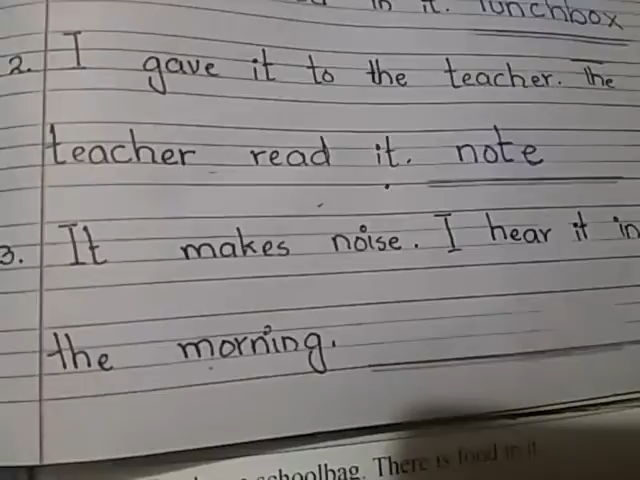 in it. lunchbox
2. I gave it to the teacher. The
teacher read it. note
3. It makes noise. I hear it in
the morning.
schoolbag. There is food in it